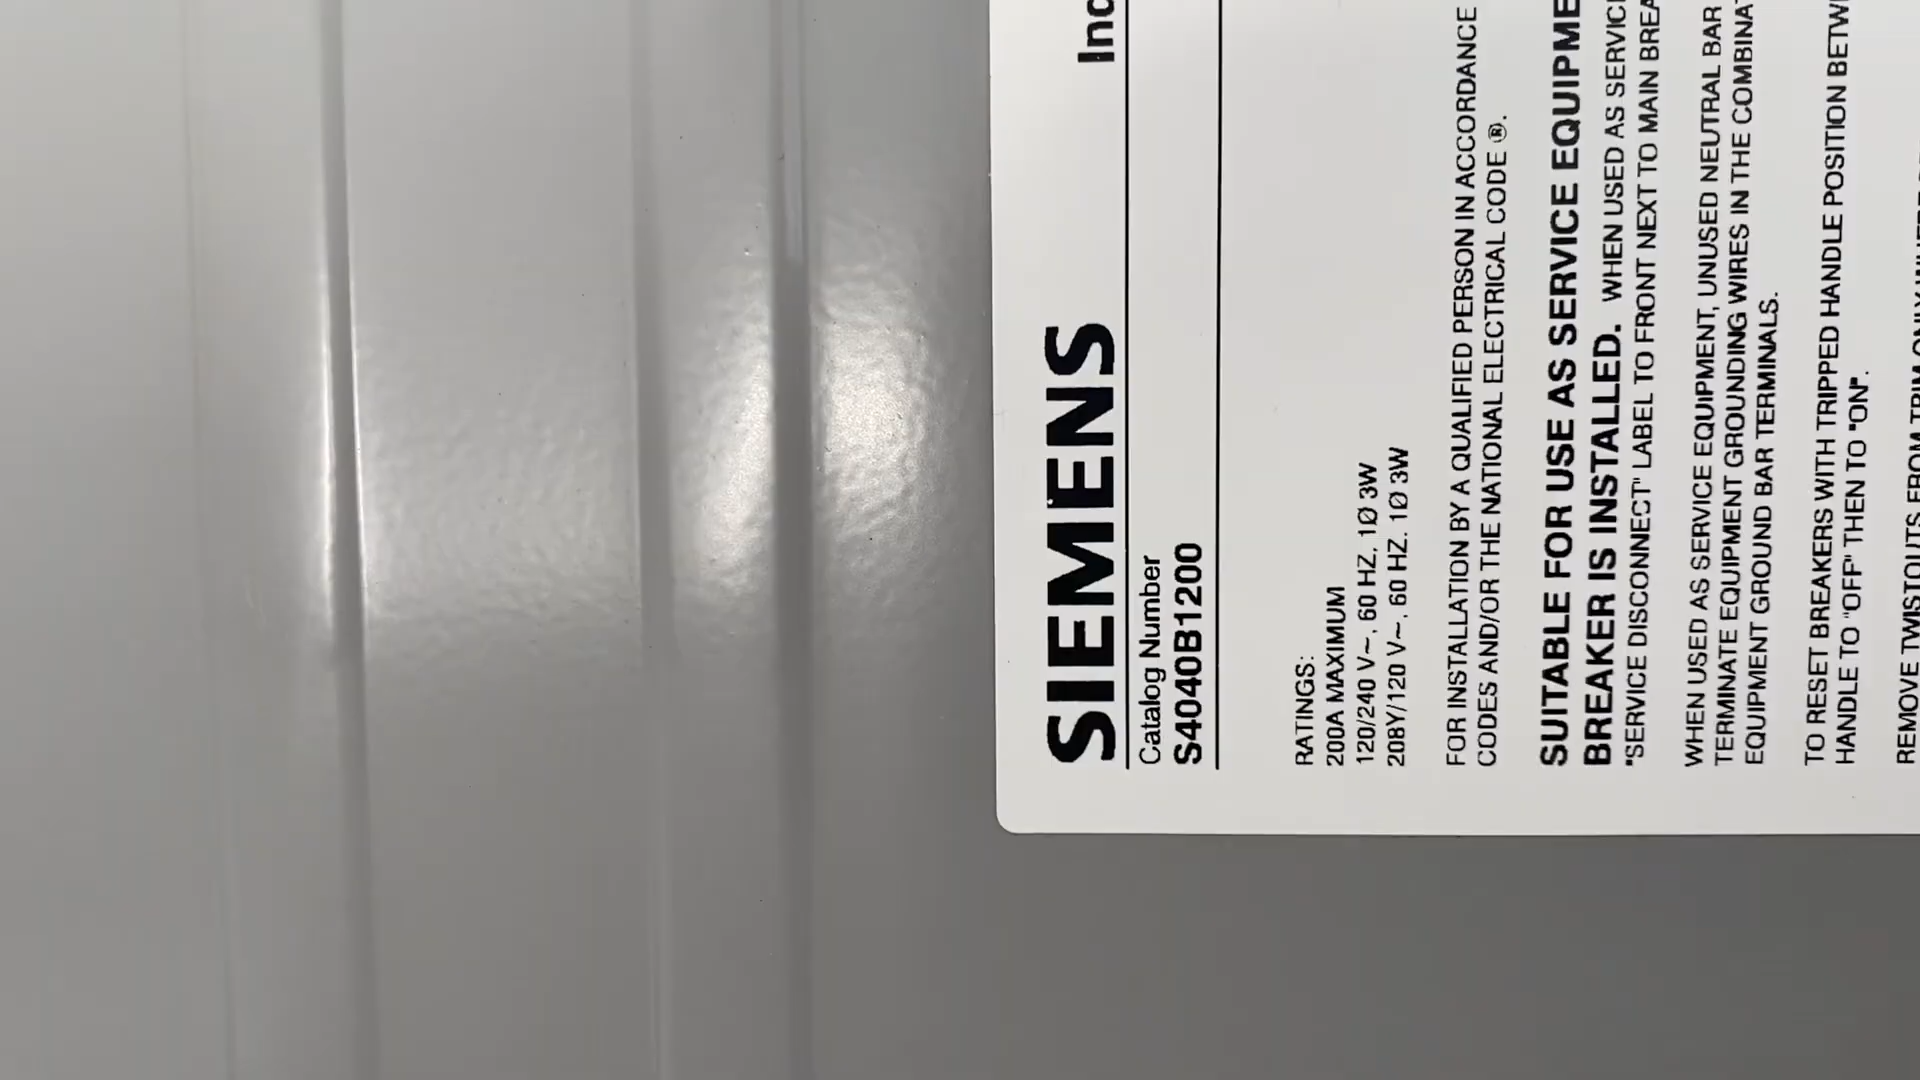 Ind
SIEMENS
Catalog Number
S4040B1200
RATINGS:
200A MAXIMUM
120/240 V~, 60 HZ. 1Ø 3W
208Y/120 V~, 60 HZ. 1Ø 3W
FOR INSTALLATION BY A QUALIFIED PERSON IN ACCORDANCE
CODES AND/OR THE NATIONAL ELECTRICAL CODE ®.
SUITABLE FOR USE AS SERVICE EQUIPME
BREAKER IS INSTALLED. WHEN USED AS SERVIC
"SERVICE DISCONNECT" LABEL TO FRONT NEXT TO MAIN BREA
WHEN USED AS SERVICE EQUIPMENT, UNUSED NEUTRAL BAR
TERMINATE EQUIPMENT GROUNDING WIRES IN THE COMBINAT
EQUIPMENT GROUND BAR TERMINALS.
TO RESET BREAKERS WITH TRIPPED HANDLE POSITION BETW
HANDLE TO "OFF" THEN TO "ON".
REMOVE TWISTOUTS FROM TRIM ONLY WHERE